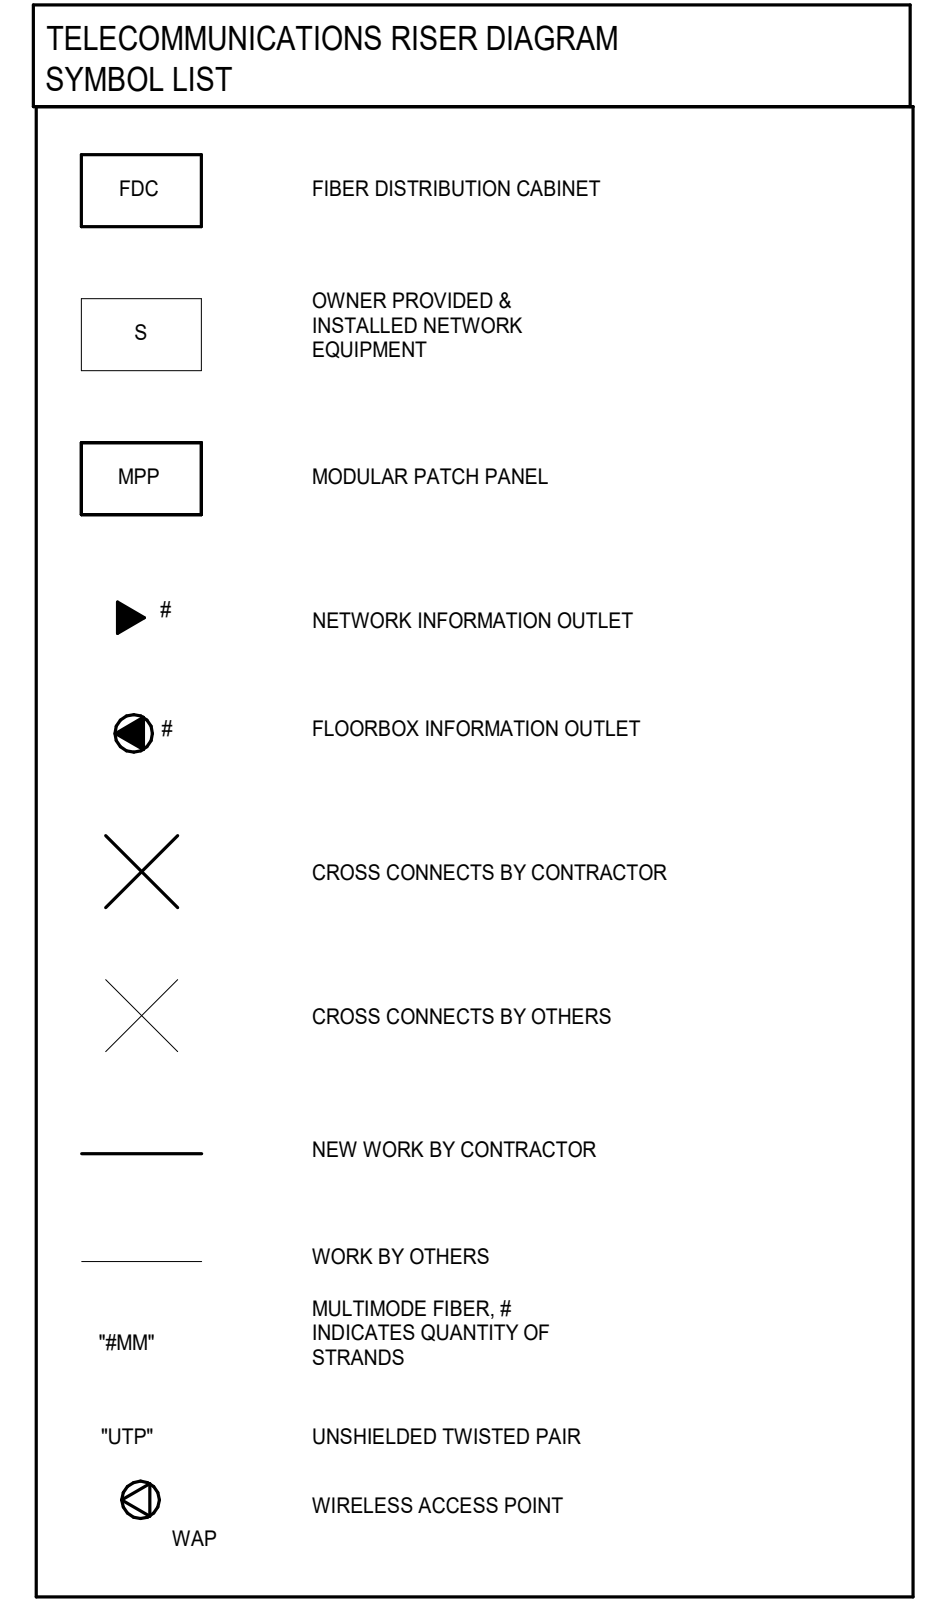 TELECOMMUNICATIONS RISER DIAGRAM
SYMBOL LIST
FDC
FIBER DISTRIBUTION CABINET
S
OWNER PROVIDED &
INSTALLED NETWORK
EQUIPMENT
MPP
MODULAR PATCH PANEL
#
NETWORK INFORMATION OUTLET
#
FLOORBOX INFORMATION OUTLET
CROSS CONNECTS BY CONTRACTOR
CROSS CONNECTS BY OTHERS
NEW WORK BY CONTRACTOR
WORK BY OTHERS
"#MM"
MULTIMODE FIBER, #
INDICATES QUANTITY OF
STRANDS
"UTP"
UNSHIELDED TWISTED PAIR
WAP
WIRELESS ACCESS POINT